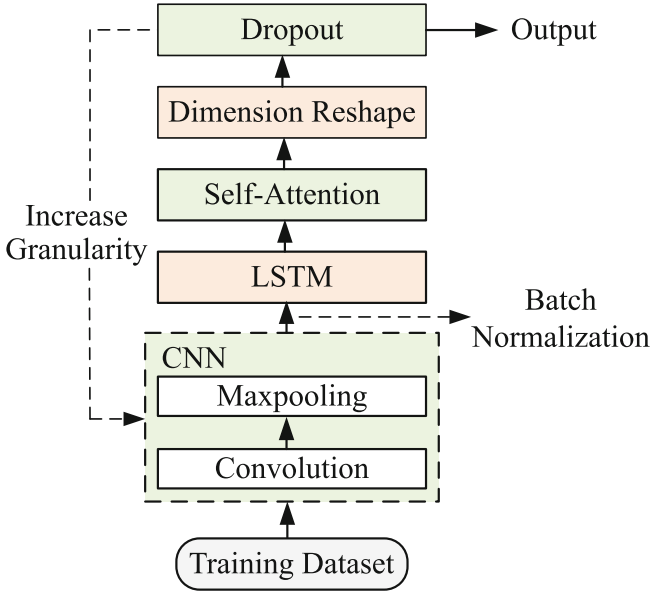 Dropout
Output
Dimension Reshape
Self-Attention
Increase
Granularity
LSTM
Batch
Normalization
CNN
Maxpooling
Convolution
Training Dataset